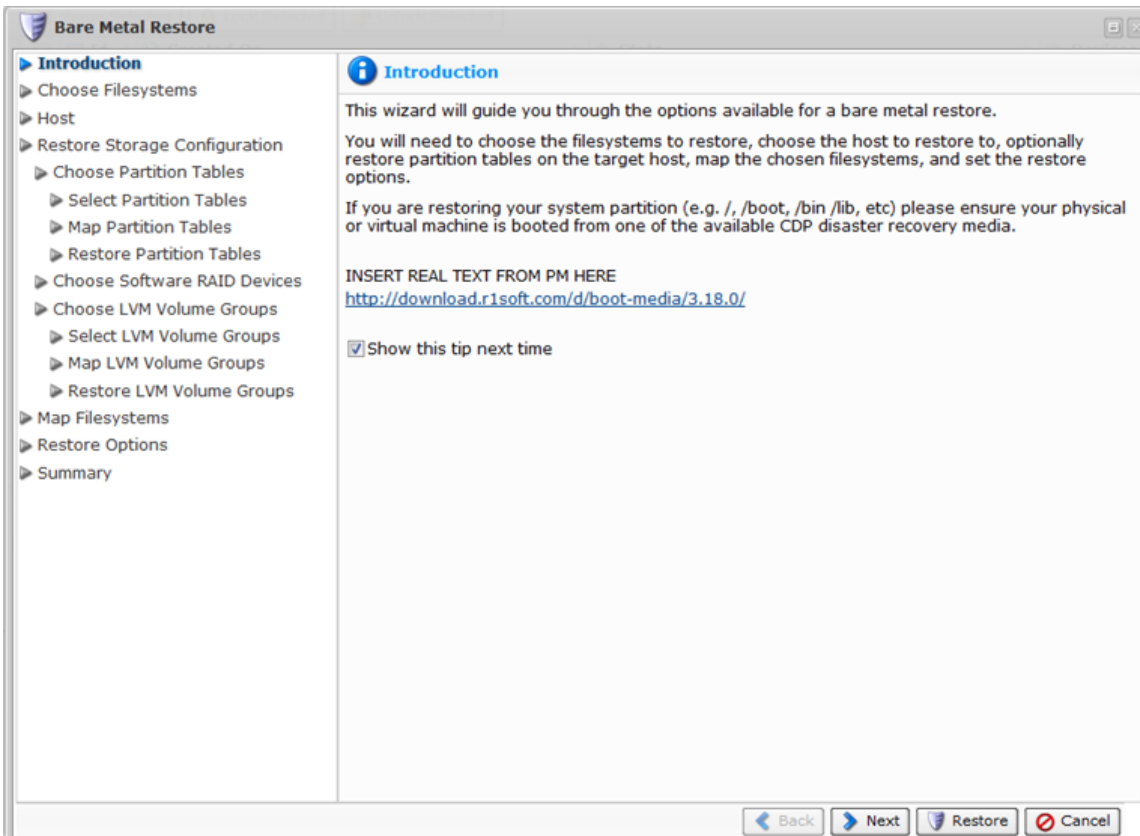 Bare Metal Restore
Introduction
Choose Filesystems
Host
Restore Storage Configuration
Choose Partition Tables
Select Partition Tables
Map Partition Tables
Restore Partition Tables
Choose Software RAID Devices
Choose LVM Volume Groups
Select LVM Volume Groups
Map LVM Volume Groups
Restore LVM Volume Groups
Map Filesystems
Restore Options
Summary
Introduction
This wizard will guide you through the options available for a bare metal restore.
You will need to choose the filesystems to restore, choose the host to restore to, optionally
restore partition tables on the target host, map the chosen filesystems, and set the restore
options.
If you are restoring your system partition (e.g. /, /boot, /bin /lib, etc) please ensure your physical
or virtual machine is booted from one of the available CDP disaster recovery media.
INSERT REAL TEXT FROM PM HERE
http://download.r1soft.com/d/boot-media/3.18.0/
Show this tip next time
Back Next Restore Cancel